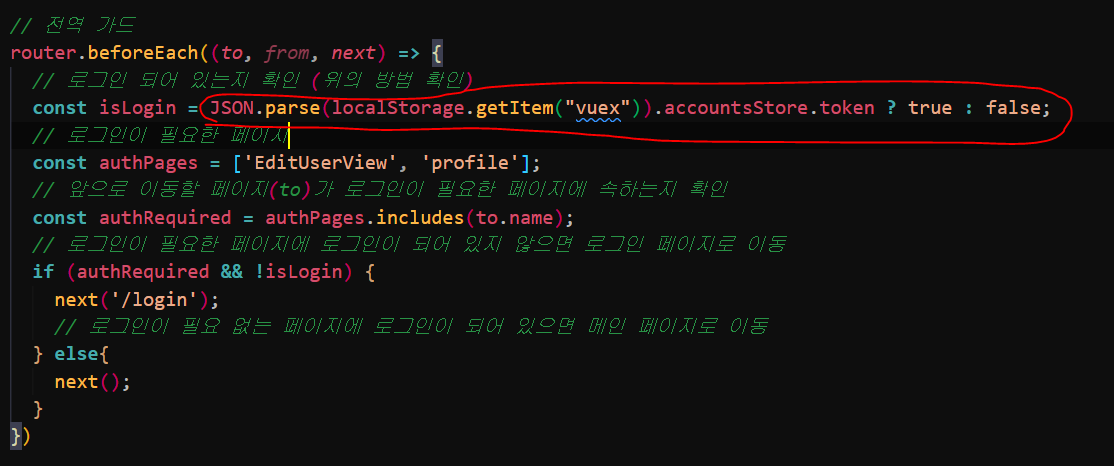 // 전역 가드
router.beforeEach((to, from, next) => {
// 로그인 되어 있는지 확인 (위의 방법 확인)
const isLogin = JSON.parse(localStorage.getItem("vuex")).accountsStore.token ? true : false;
// 로그인이 필요한 페이지
const authPages = ['EditUserView', 'profile'];
// 앞으로 이동할 페이지(to)가 로그인이 필요한 페이지에 속하는지 확인
const authRequired = authPages.includes(to.name);
// 로그인이 필요한 페이지에 로그인이 되어 있지 않으면 로그인 페이지로 이동
if (authRequired && !isLogin) {
next('/login');
// 로그인이 필요 없는 페이지에 로그인이 되어 있으면 메인 페이지로 이동
} else{
next();
}
})